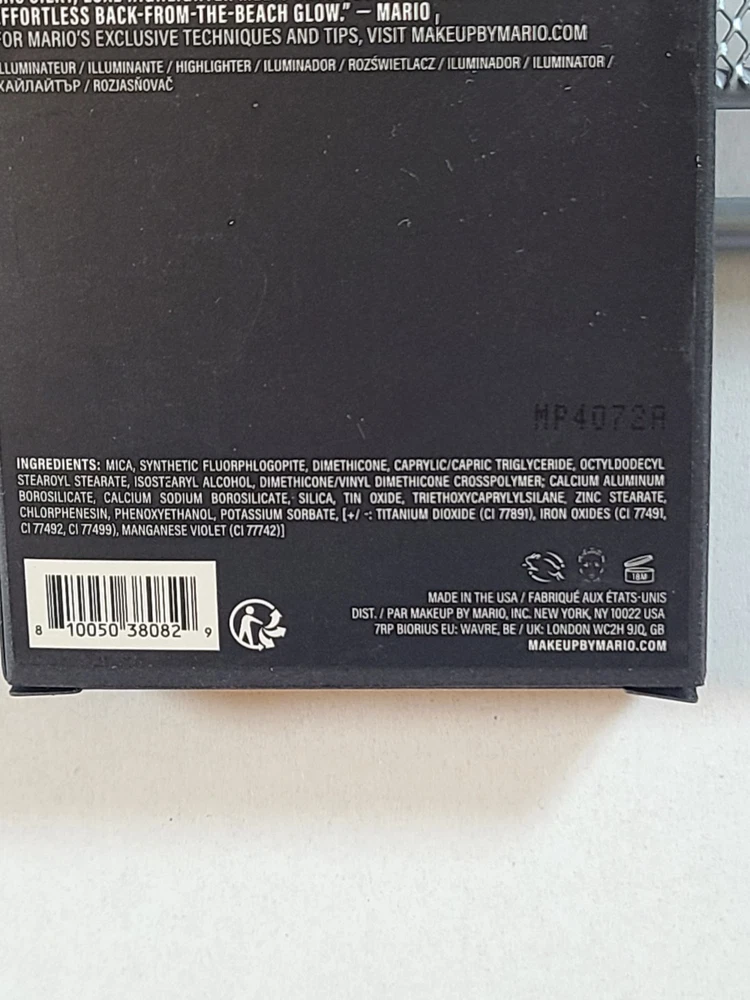 EFFORTLESS BACK-FROM-THE-BEACH GLOW.” — MARIO
FOR MARIO'S EXCLUSIVE TECHNIQUES AND TIPS, VISIT MAKEUPBYMARIO.COM
ILLUMINATEUR / ILLUMINANTE / HIGHLIGHTER / ILUMINADOR / ROZŚWIETLACZ / ILUMINADOR / ILUMINATOR /
ХАЙЛАЙТЪР / ROZJASŇOVAČ
MP4072A
INGREDIENTS: MICA, SYNTHETIC FLUORPHLOGOPITE, DIMETHICONE, CAPRYLIC/CAPRIC TRIGLYCERIDE, OCTYLDODECYL
STEAROYL STEARATE, ISOSTEARYL ALCOHOL, DIMETHICONE/VINYL DIMETHICONE CROSSPOLYMER, CALCIUM ALUMINUM
BOROSILICATE, CALCIUM SODIUM BOROSILICATE, SILICA, TIN OXIDE, TRIETHOXYCAPRYLYLSILANE, ZINC STEARATE,
CHLORPHENESIN, PHENOXYETHANOL, POTASSIUM SORBATE, [+/-: TITANIUM DIOXIDE (CI 77891), IRON OXIDES (CI 77491,
CI 77492, CI 77499), MANGANESE VIOLET (CI 77742)]
18M
MADE IN THE USA / FABRIQUÉ AUX ÉTATS-UNIS
DIST. / PAR MAKEUP BY MARIO, INC. NEW YORK, NY 10022 USA
7RP BIORIUS EU: WAVRE, BE / UK: LONDON WC2H 9JQ, GB
MAKEUPBYMARIO.COM
8 10050 38082 9